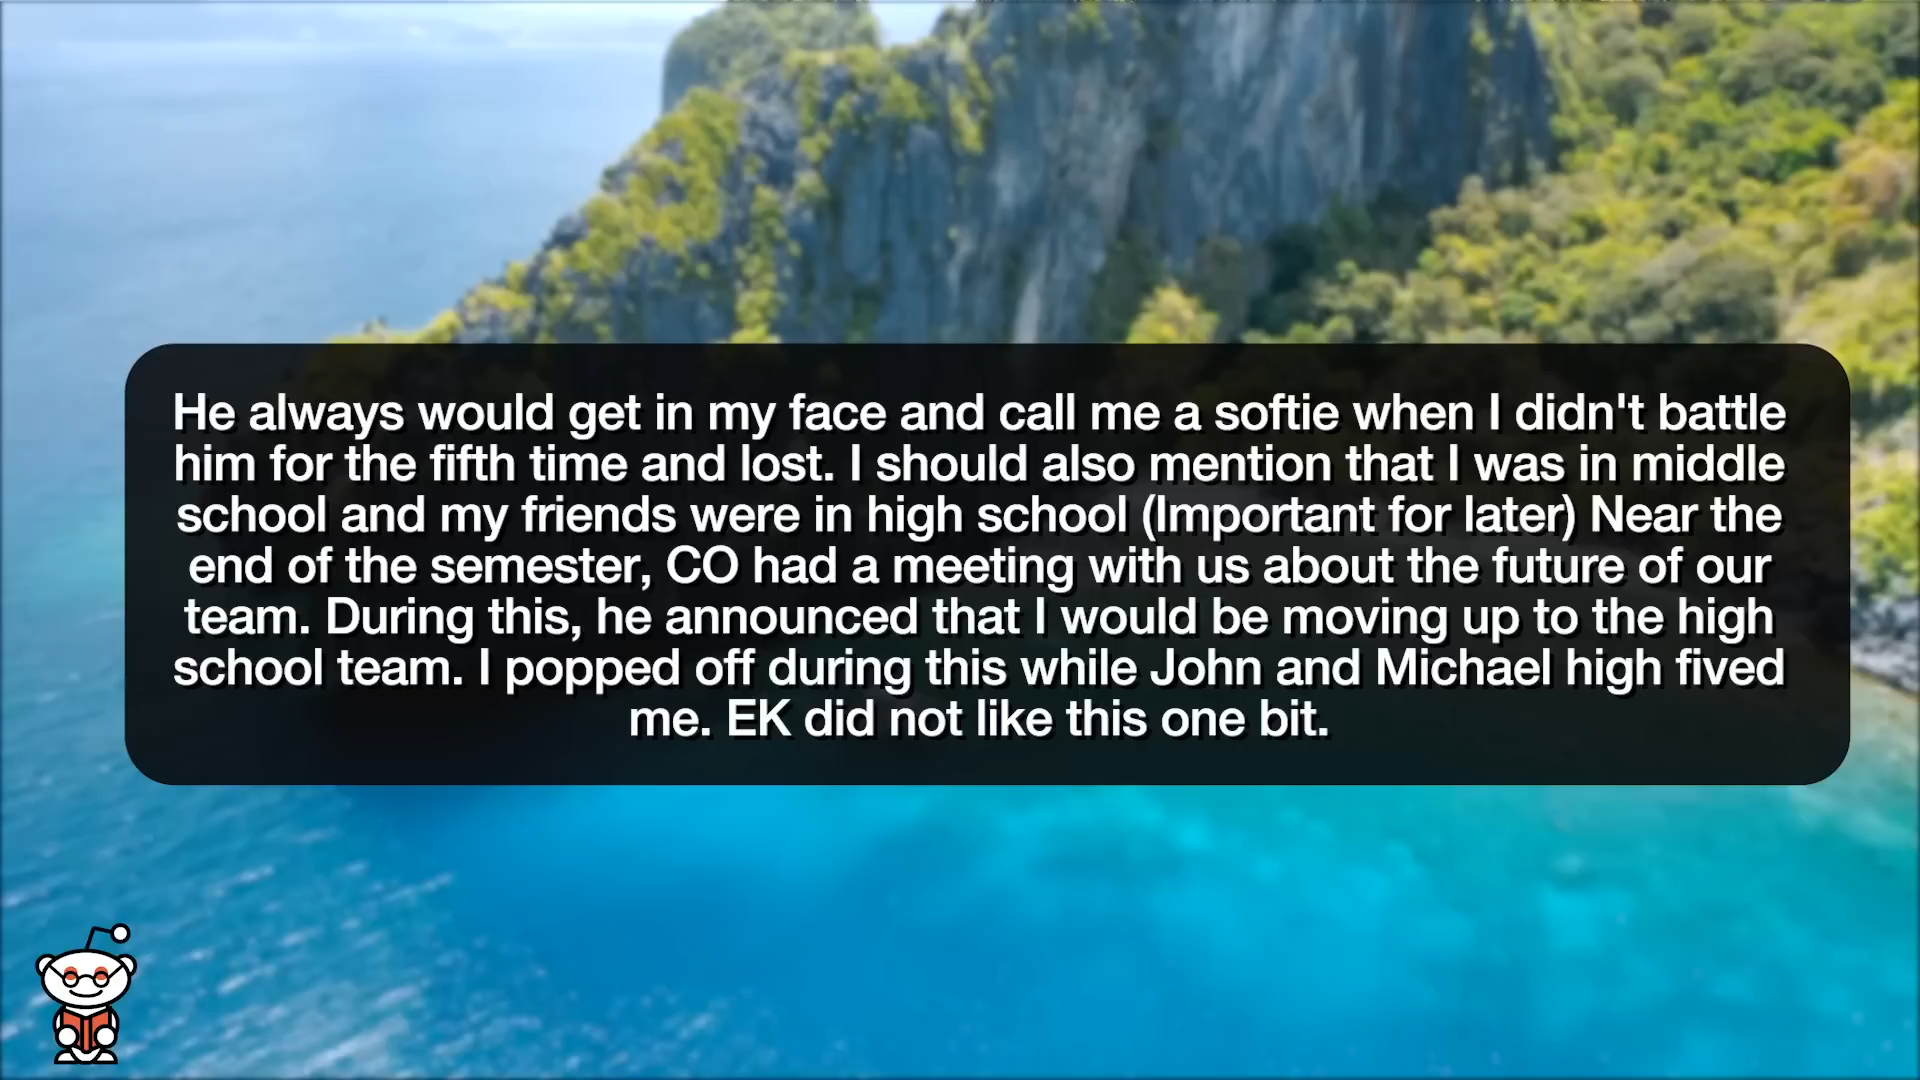 He always would get in my face and call me a softie when I didn't battle
him for the fifth time and lost. I should also mention that I was in middle
school and my friends were in high school (Important for later) Near the
end of the semester, CO had a meeting with us about the future of our
team. During this, he announced that I would be moving up to the high
school team. I popped off during this while John and Michael high fived
me. EK did not like this one bit.